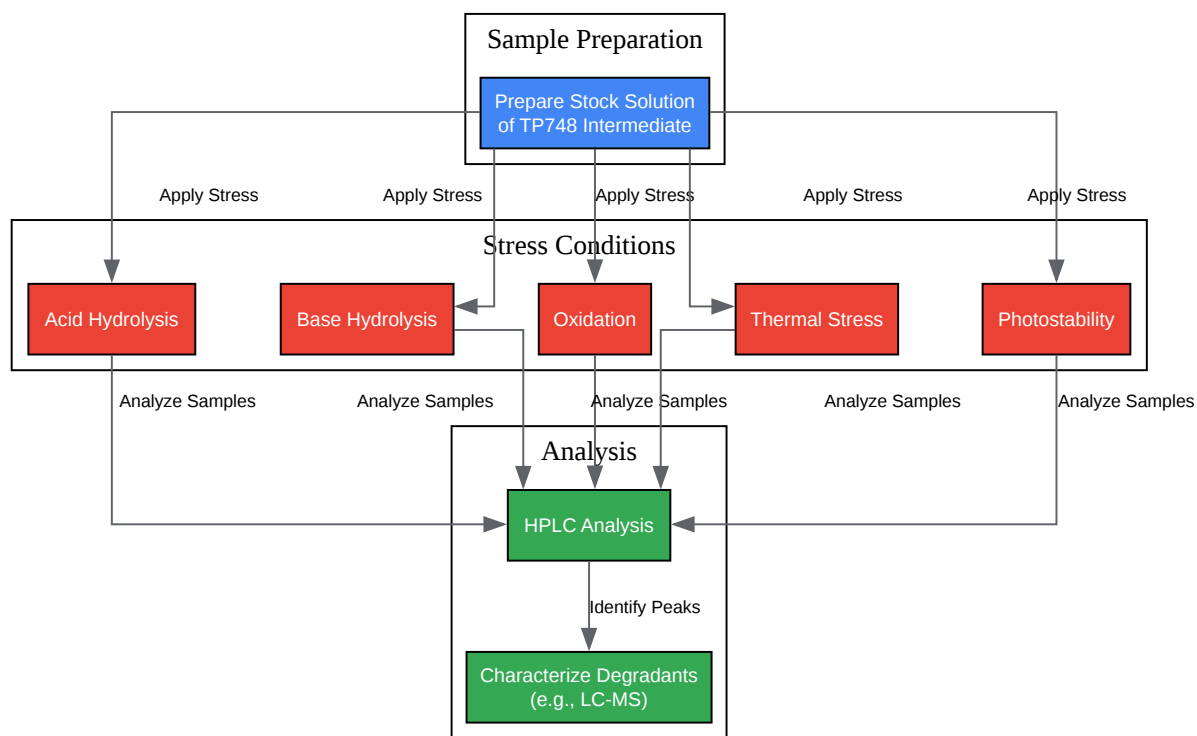 Sample Preparation
Prepare Stock Solution
of TP748 Intermediate
Apply Stress
Apply Stress
Apply Stress
Apply Stress
Apply Stress
Stress Conditions
Acid Hydrolysis
Base Hydrolysis
Oxidation
Thermal Stress
Photostability
Analyze Samples
Analyze Samples
Analyze Samples
Analyze Samples
Analyze Samples
Analysis
HPLC Analysis
Identify Peaks
Characterize Degradants
(e.g., LC-MS)